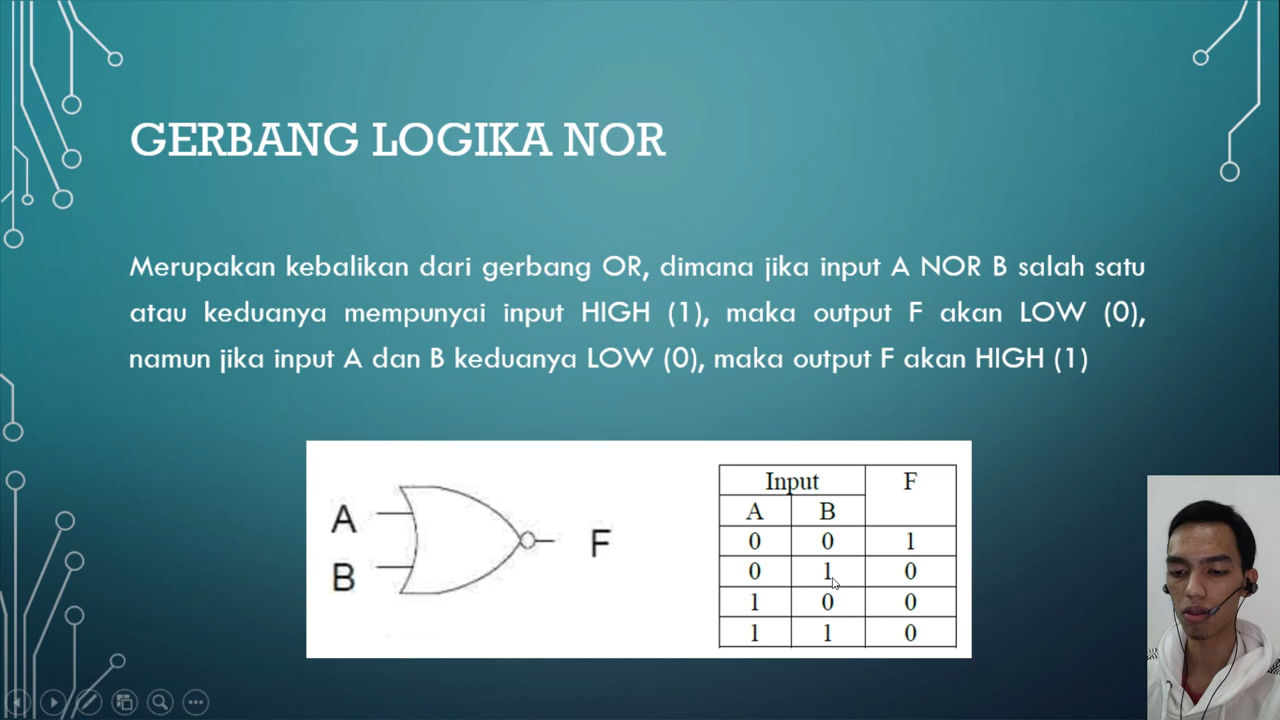 GERBANG LOGIKA NOR
Merupakan kebalikan dari gerbang OR, dimana jika input A NOR B salah satu
atau keduanya mempunyai input HIGH (1), maka output F akan LOW (0),
namun jika input A dan B keduanya LOW (0), maka output F akan HIGH (1)
A
B
F
Input F
A B
0 0 1
0 1 0
1 0 0
1 1 0